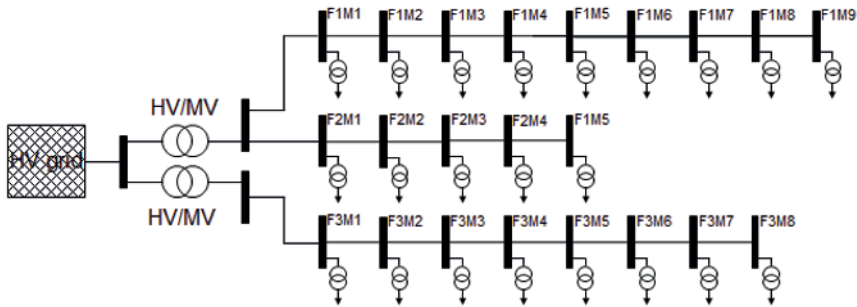 F1M1 F1M2 F1M3 F1M4 F1M5 F1M6 F1M7 F1M8 F1M9
HV/MV
F2M1 F2M2 F2M3 F2M4 F1M5
HV grid
HV/MV
F3M1 F3M2 F3M3 F3M4 F3M5 F3M6 F3M7 F3M8